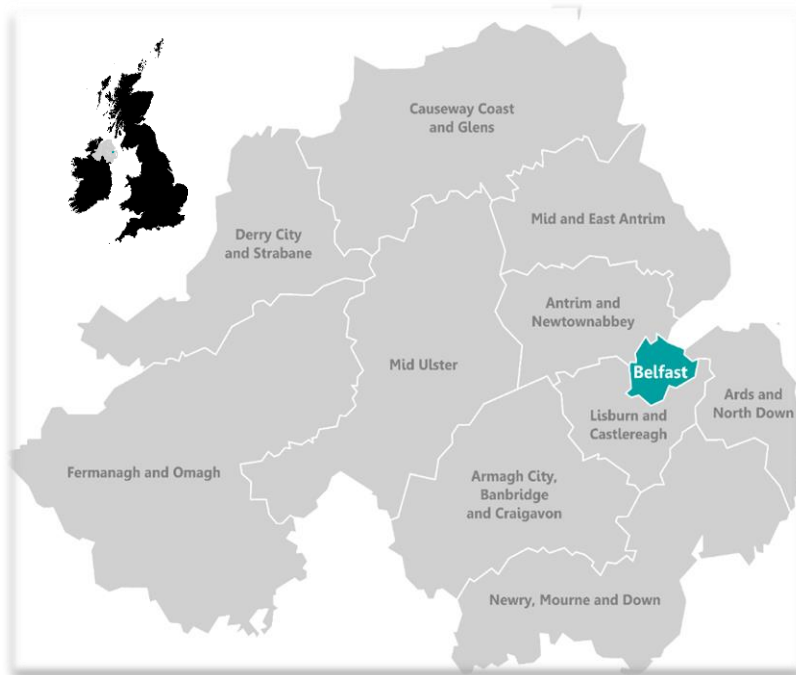 Causeway Coast
and Glens
Mid and East Antrim
Derry City
and Strabane
Antrim and
Newtownabbey
Mid Ulster
Belfast
Ards and
North Down
Lisburn and
Castlereagh
Fermanagh and Omagh
Armagh City,
Banbridge
and Craigavon
Newry, Mourne and Down